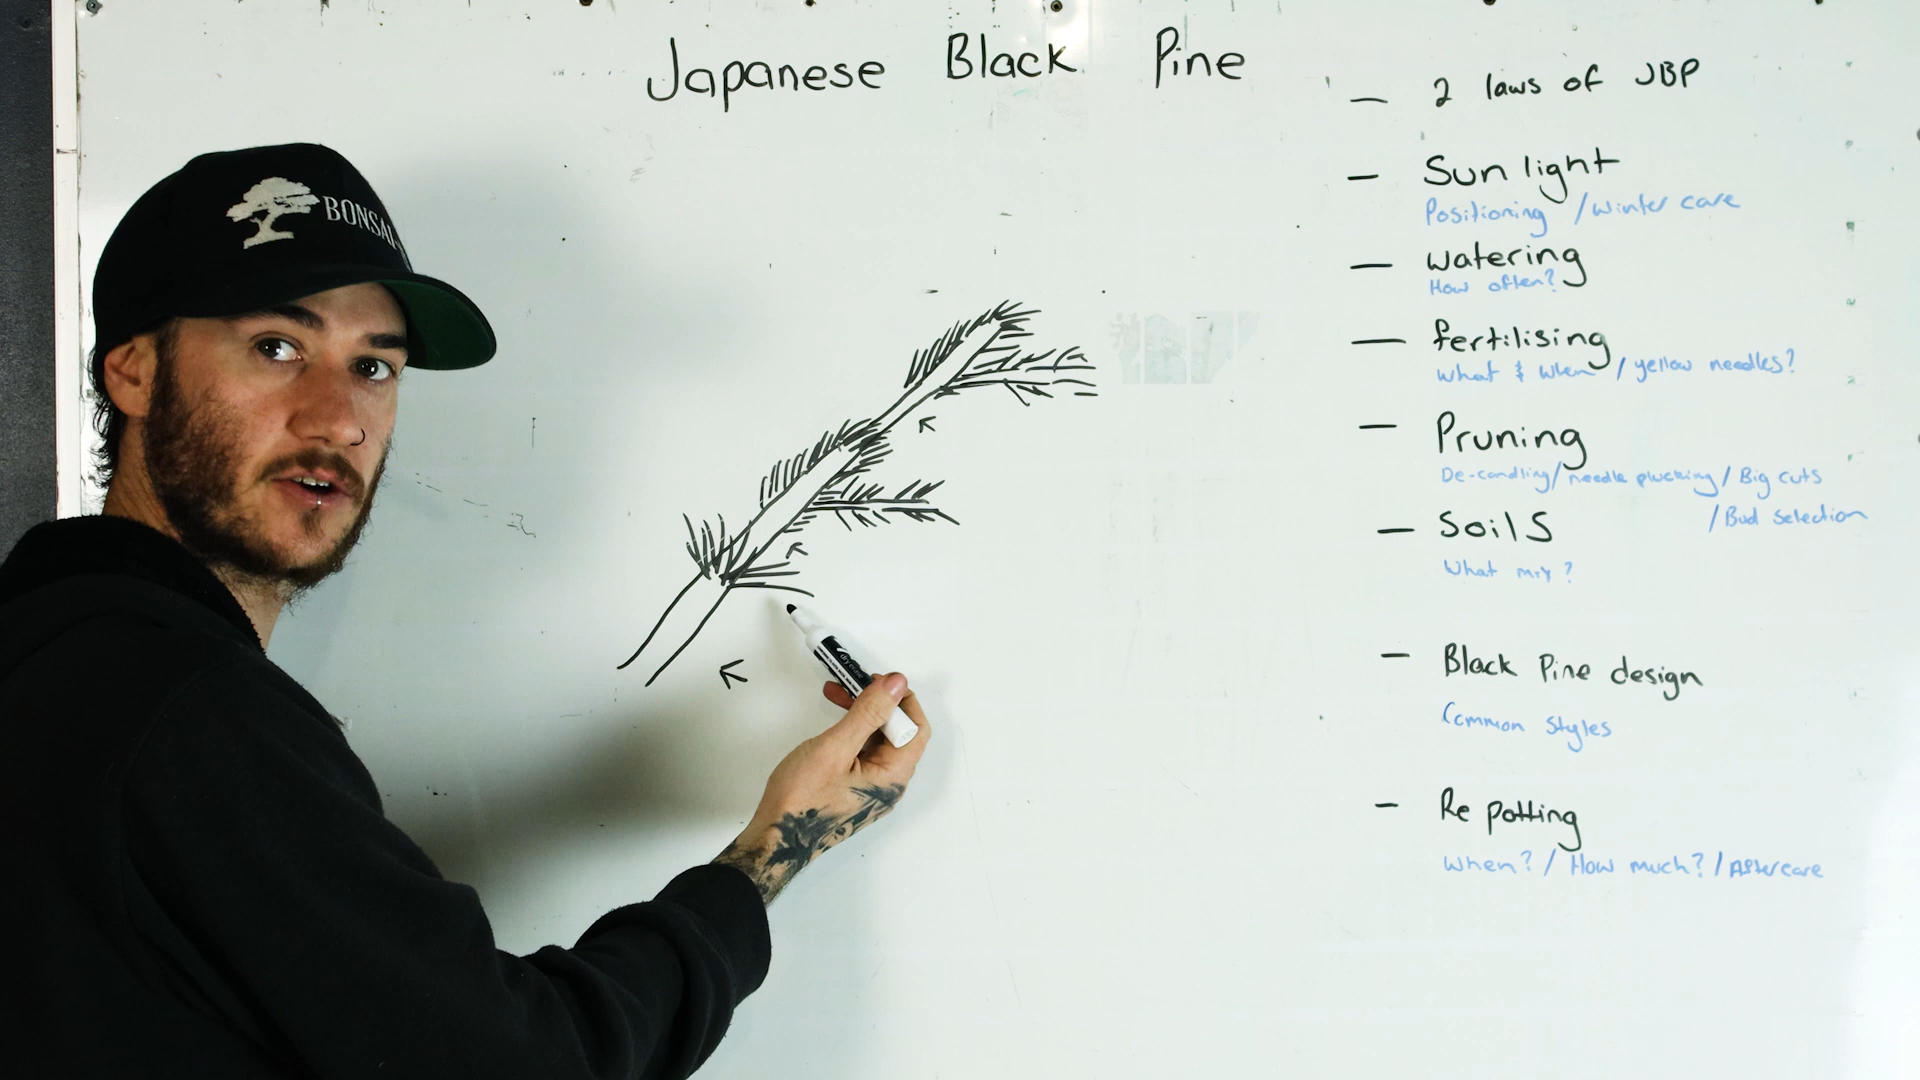 Japanese Black Pine
BONSAI
- 2 laws of JBP
- Sunlight
Positioning / winter care
- watering
How often?
- fertilising
What & when / yellow needles?
- Pruning
De-candling / needle plucking / Big cuts
/ Bud selection
- Soils
What mix?
- Black Pine design
Common Styles
- Re potting
When? / How much? / Aftercare